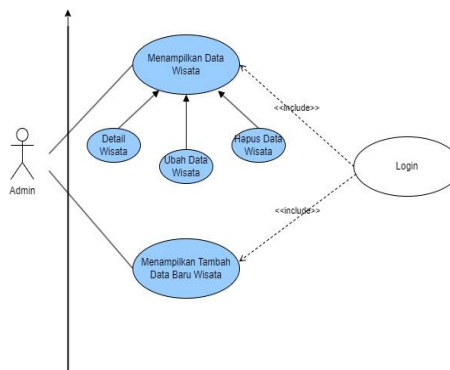 Menampilkan Data
Wisata
<<include>>
Detail
Wisata
Ubah Data
Wisata
Hapus Data
Wisata
Admin
Login
<<include>>
Menampilkan Tambah
Data Baru Wisata